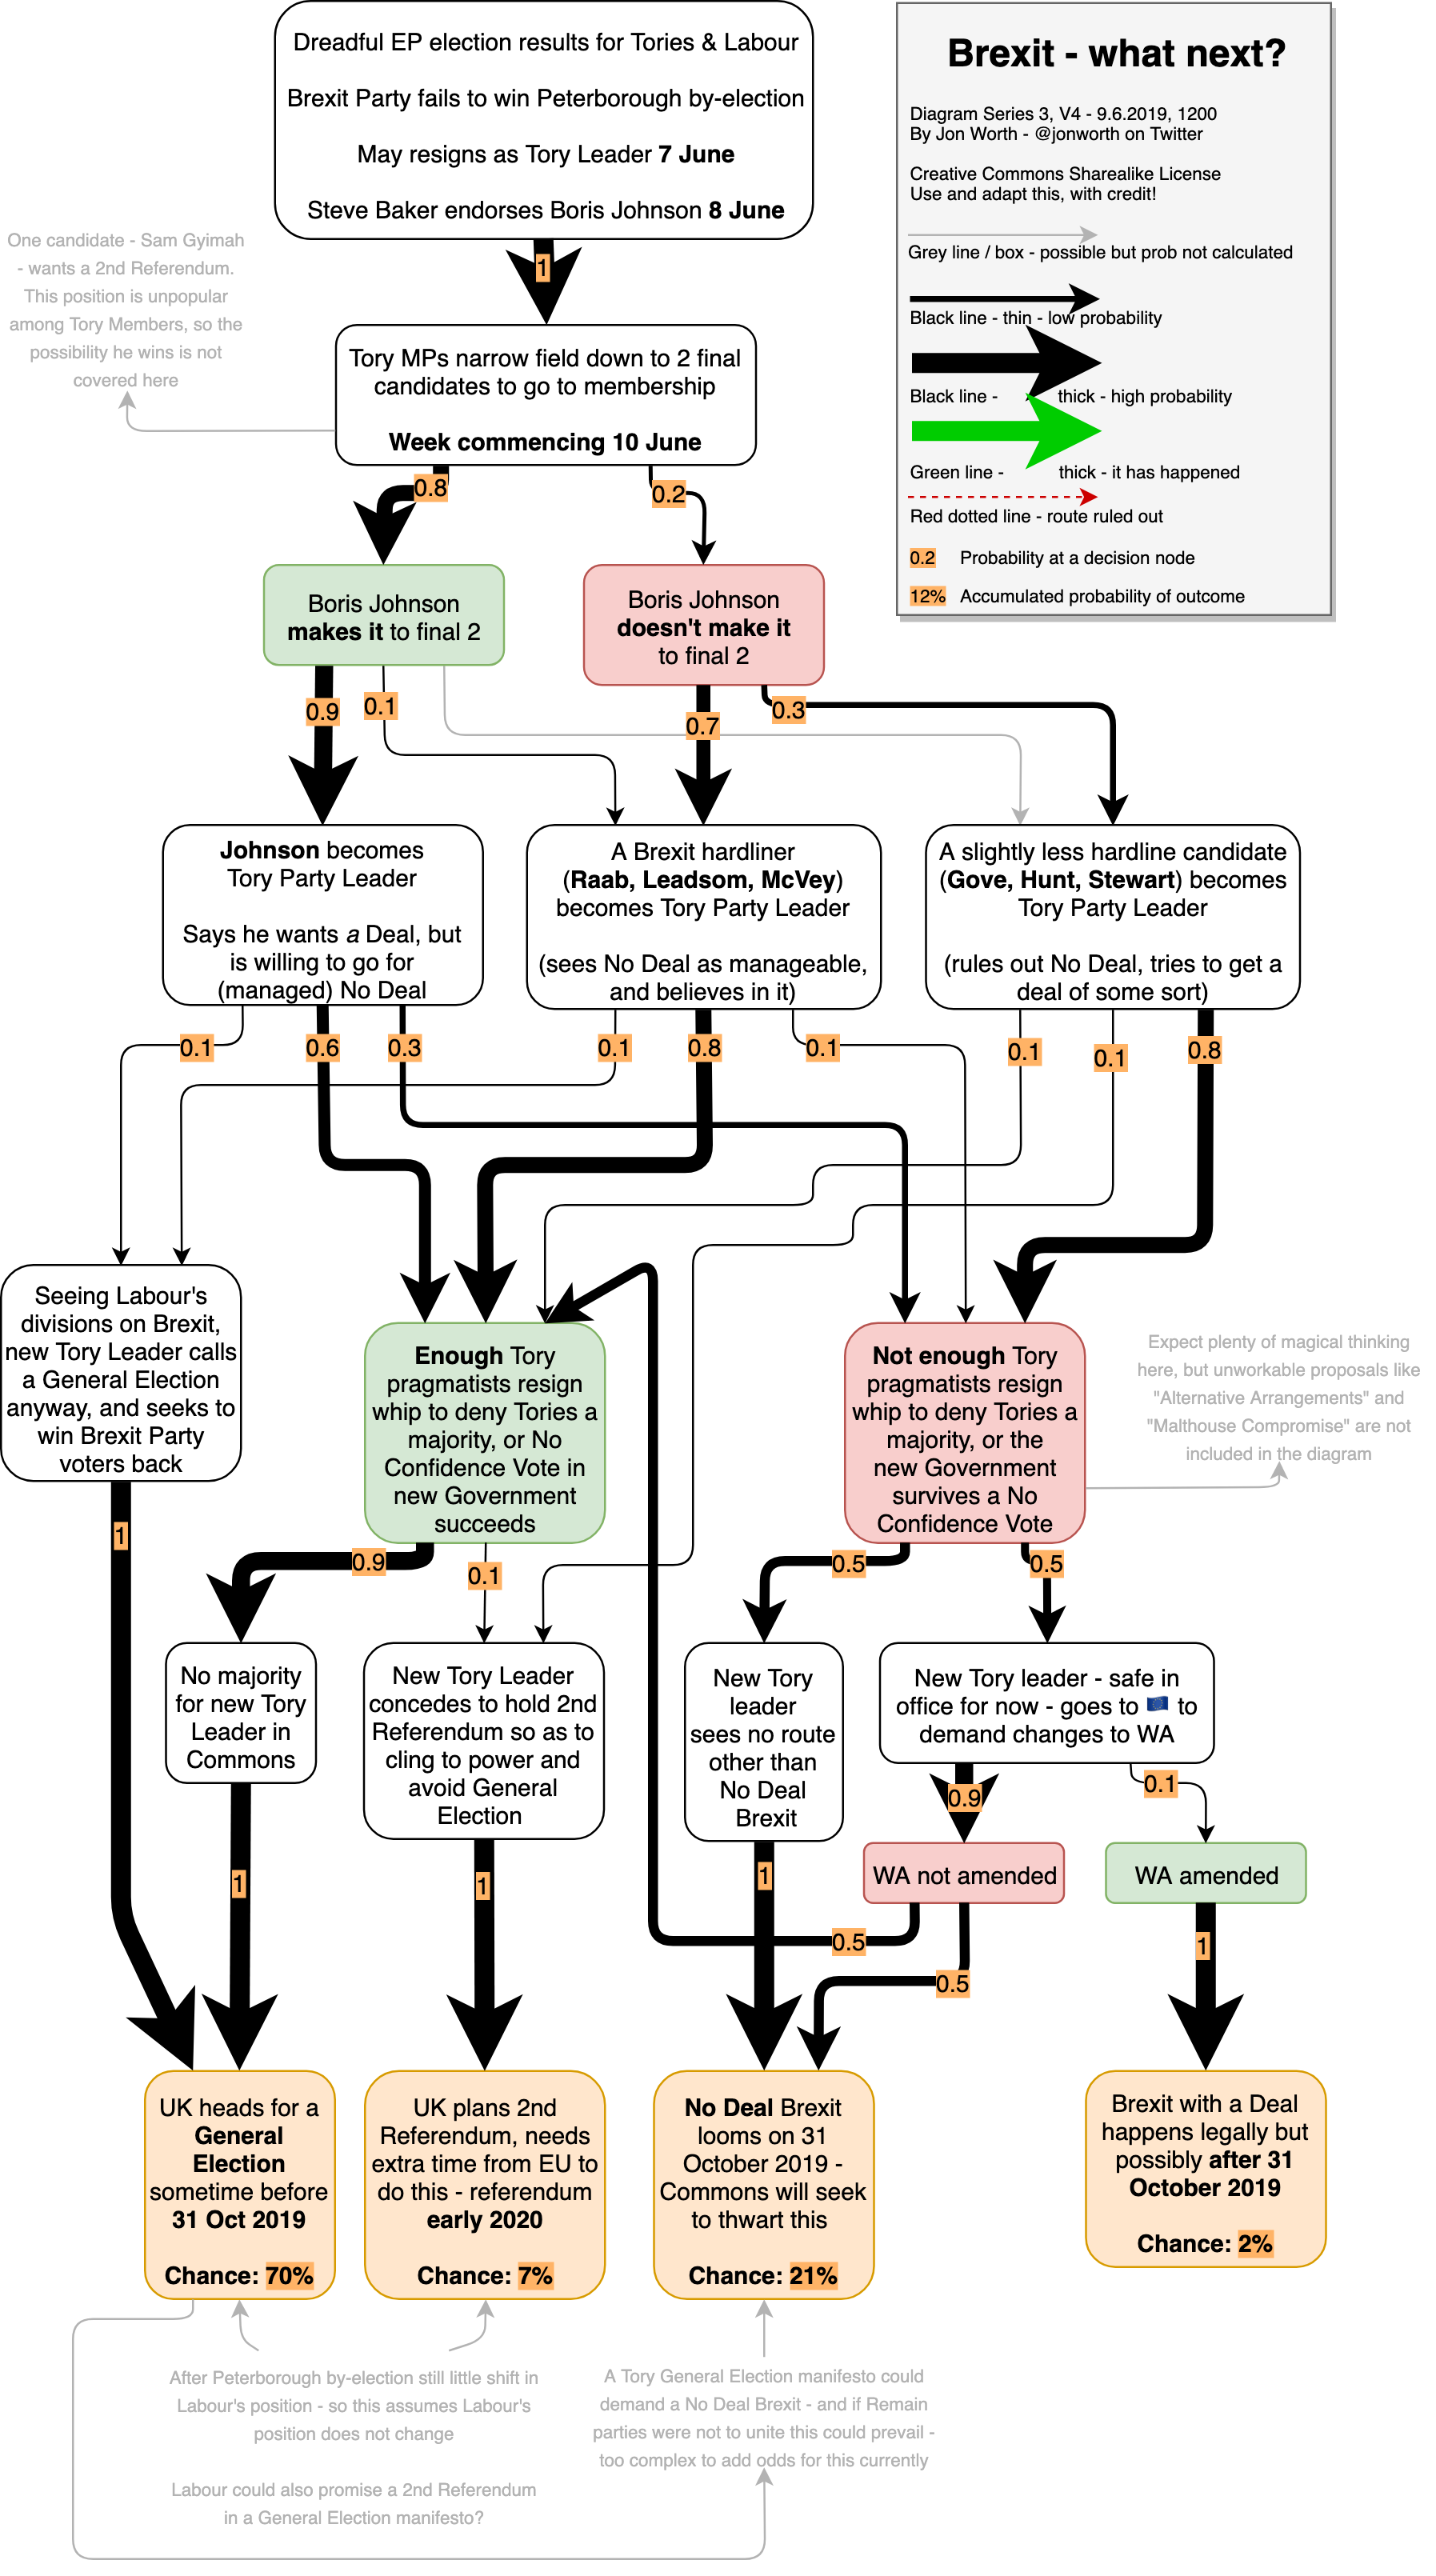 Dreadful EP election results for Tories & Labour
Brexit Party fails to win Peterborough by-election
May resigns as Tory Leader 7 June
Steve Baker endorses Boris Johnson 8 June
Brexit - what next?
Diagram Series 3, V4 - 9.6.2019, 1200
By Jon Worth - @jonworth on Twitter
Creative Commons Sharealike License
Use and adapt this, with credit!
Grey line / box - possible but prob not calculated
Black line - thin - low probability
Black line - thick - high probability
Green line - thick - it has happened
Red dotted line - route ruled out
0.2 Probability at a decision node
12% Accumulated probability of outcome
One candidate - Sam Gyimah
- wants a 2nd Referendum.
This position is unpopular
among Tory Members, so the
possibility he wins is not
covered here
1
Tory MPs narrow field down to 2 final
candidates to go to membership
Week commencing 10 June
0.8
0.2
Boris Johnson
makes it to final 2
Boris Johnson
doesn't make it
to final 2
0.9
0.1
0.7
0.3
Johnson becomes
Tory Party Leader
Says he wants a Deal, but
is willing to go for
(managed) No Deal
A Brexit hardliner
(Raab, Leadsom, McVey)
becomes Tory Party Leader
(sees No Deal as manageable,
and believes in it)
A slightly less hardline candidate
(Gove, Hunt, Stewart) becomes
Tory Party Leader
(rules out No Deal, tries to get a
deal of some sort)
0.1
0.6
0.3
0.1
0.8
0.1
0.1
0.1
0.8
Seeing Labour's
divisions on Brexit,
new Tory Leader calls
a General Election
anyway, and seeks to
win Brexit Party
voters back
Enough Tory
pragmatists resign
whip to deny Tories a
majority, or No
Confidence Vote in
new Government
succeeds
Not enough Tory
pragmatists resign
whip to deny Tories a
majority, or the
new Government
survives a No
Confidence Vote
Expect plenty of magical thinking
here, but unworkable proposals like
"Alternative Arrangements" and
"Malthouse Compromise" are not
included in the diagram
1
0.9
0.1
0.5
0.5
No majority
for new Tory
Leader in
Commons
New Tory Leader
concedes to hold 2nd
Referendum so as to
cling to power and
avoid General
Election
New Tory
leader
sees no route
other than
No Deal
Brexit
New Tory leader - safe in
office for now - goes to to
demand changes to WA
0.9
0.1
WA not amended
WA amended
1
1
1
0.5
0.5
1
UK heads for a
General
Election
sometime before
31 Oct 2019
Chance: 70%
UK plans 2nd
Referendum, needs
extra time from EU to
do this - referendum
early 2020
Chance: 7%
No Deal Brexit
looms on 31
October 2019 -
Commons will seek
to thwart this
Chance: 21%
Brexit with a Deal
happens legally but
possibly after 31
October 2019
Chance: 2%
After Peterborough by-election still little shift in
Labour's position - so this assumes Labour's
position does not change
Labour could also promise a 2nd Referendum
in a General Election manifesto?
A Tory General Election manifesto could
demand a No Deal Brexit - and if Remain
parties were not to unite this could prevail -
too complex to add odds for this currently